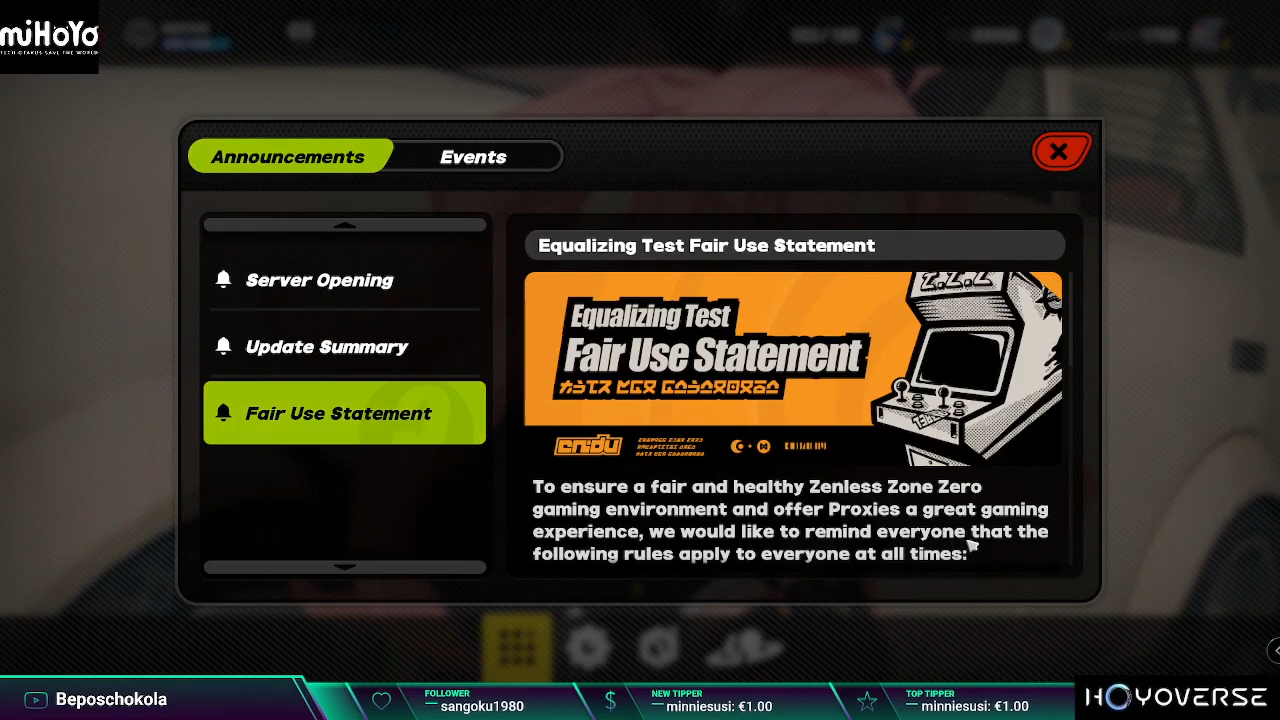 miHoYo
TECH OTAKUS SAVE THE WORLD
Announcements
Events
Server Opening
Update Summary
Fair Use Statement
Equalizing Test Fair Use Statement
Z.Z.Z
Equalizing Test
Fair Use Statement
To ensure a fair and healthy Zenless Zone Zero
gaming environment and offer Proxies a great gaming
experience, we would like to remind everyone that the
following rules apply to everyone at all times:
Beposchokola
FOLLOWER
sangoku1980
$
NEW TIPPER
minniesusi: €1.00
TOP TIPPER
minniesusi: €1.00
HOYOVERSE